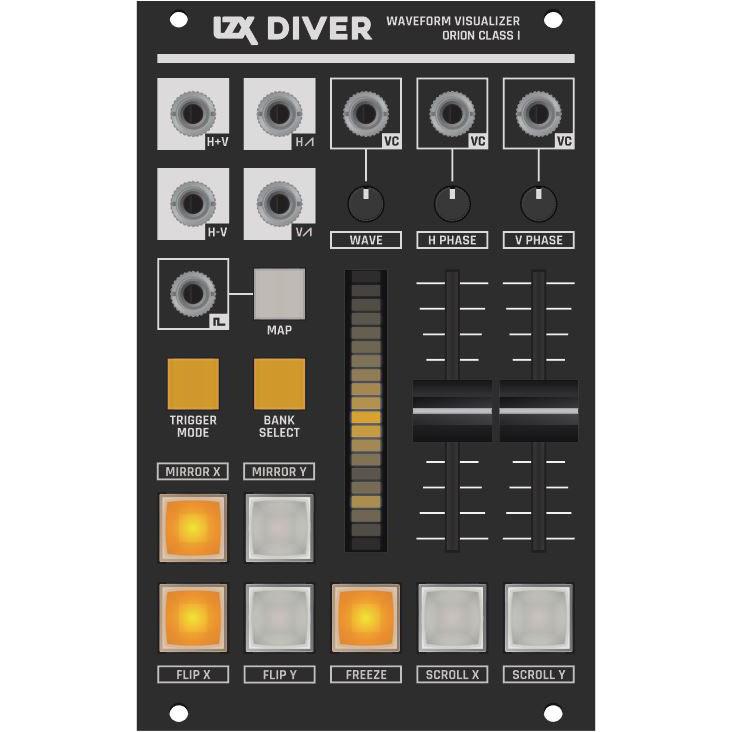 LZX DIVER
WAVEFORM VISUALIZER
ORION CLASS I
H+V
H
VC
VC
VC
H-V
V
WAVE
H PHASE
V PHASE
MAP
TRIGGER
MODE
BANK
SELECT
MIRROR X
MIRROR Y
FLIP X
FLIP Y
FREEZE
SCROLL X
SCROLL Y